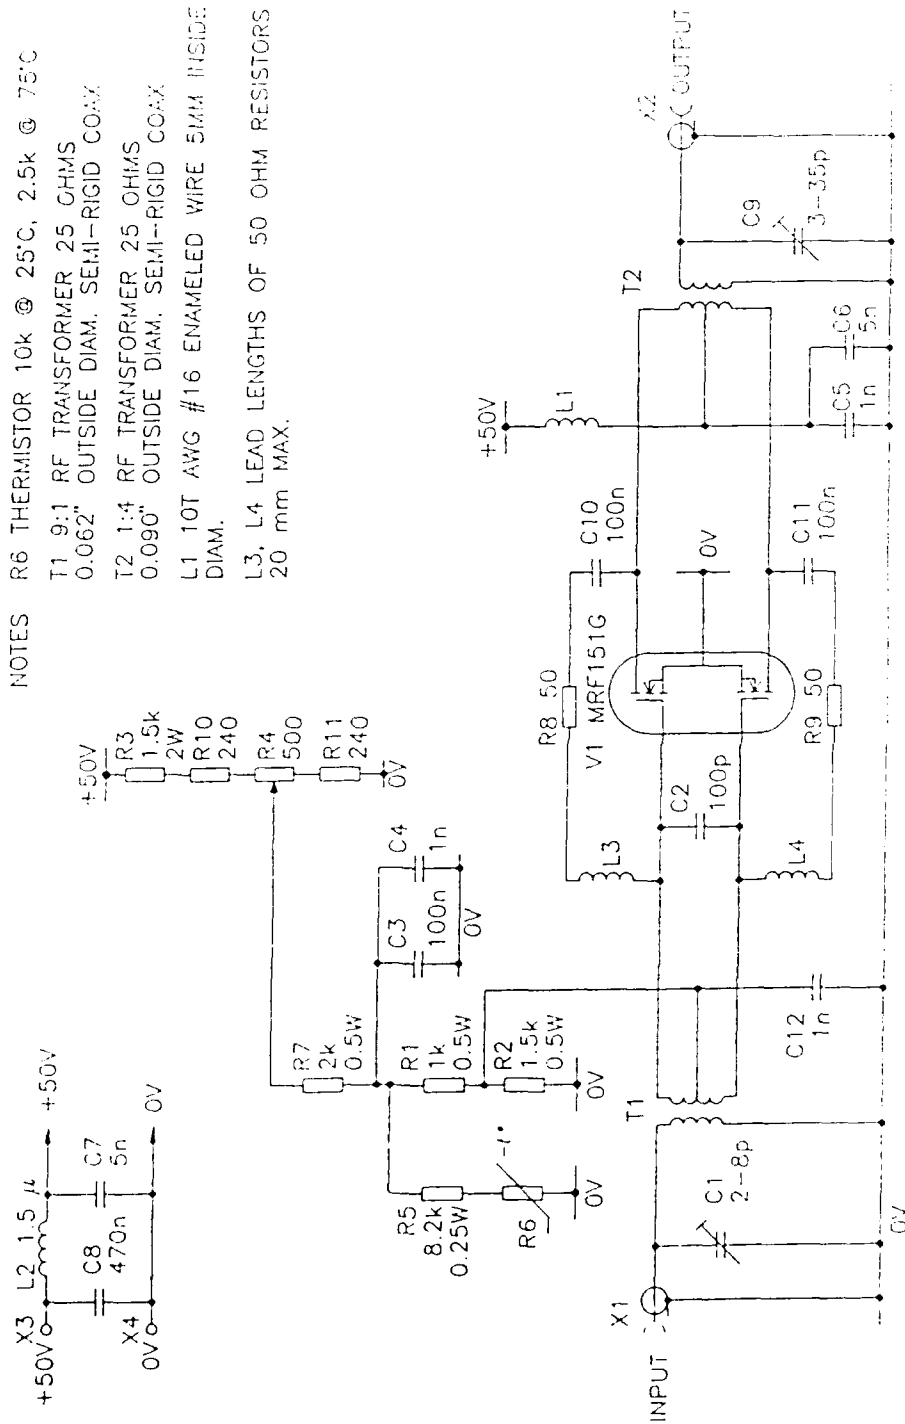 NOTES R6 THERMISTOR 10k @ 25°C, 2.5k @ 75°C
T1 9:1 RF TRANSFORMER 25 OHMS
0.062" OUTSIDE DIAM. SEMI-RIGID COAX
T2 1:4 RF TRANSFORMER 25 OHMS
0.090" OUTSIDE DIAM. SEMI-RIGID COAX
L1 10T AWG #16 ENAMELED WIRE 5MM INSIDE
DIAM.
L3, L4 LEAD LENGTHS OF 50 OHM RESISTORS
20 mm MAX.
+50V
X3
L2 1.5 µ
+50V
C8
470n
C7
5n
0V
X4
0V
+50V
R3
1.5k
2W
R10
240
R4
500
R11
240
0V
R7
2k
0.5W
C3
100n
C4
1n
0V
R1
1k
0.5W
R2
1.5k
0.5W
0V
R5
8.2k
0.25W
R6
-t°
0V
INPUT
X1
C1
2-8p
T1
C12
1n
0V
L3
R8 50
C10
100n
C2
100p
V1 MRF151G
0V
L4
R9 50
C11
100n
+50V
L1
C5
1n
C6
5n
T2
C9
3-35p
X2
OUTPUT